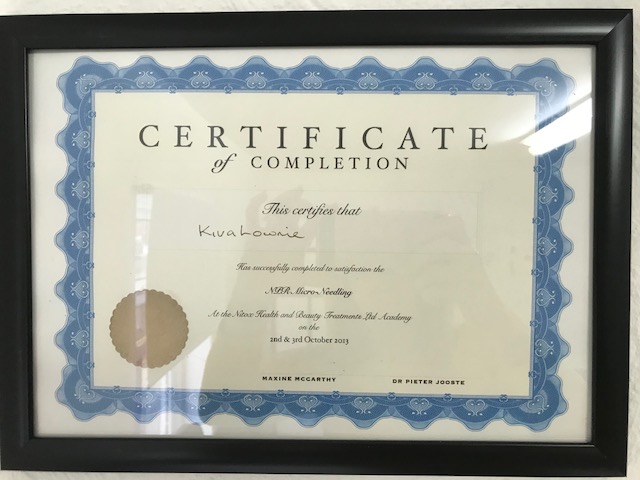 CERTIFICATE
of COMPLETION
This certifies that
Kiva Lownie
Has successfully completed to satisfaction the
NBR Micro-Needling
At the Nitox Health and Beauty Treatments Ltd Academy
on the
2nd & 3rd October 2013
MAXINE MCCARTHY DR PIETER JOOSTE